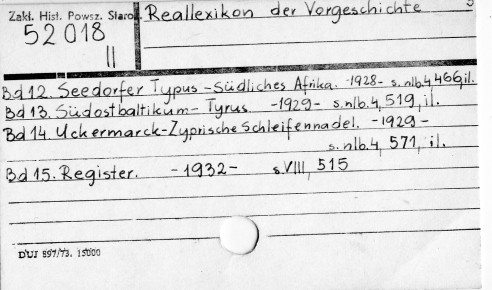 Zakł. Hist. Powsz. Staroż.
Reallexikon der Vorgeschichte
52 018
II
Bd 12. Seedorfer Typus - Südliches Afrika. -1928- s. nlb. 4, 466, il.
Bd 13. Südostbaltikum - Tyrus -1929- s. nlb. 4, 519, il.
Bd 14. Uckermarck - Zyprische Schleifennadel. -1929-
s. nlb. 4, 571, il.
Bd 15. Register. -1932- s. VIII, 515
DUJ 897/73. 15000